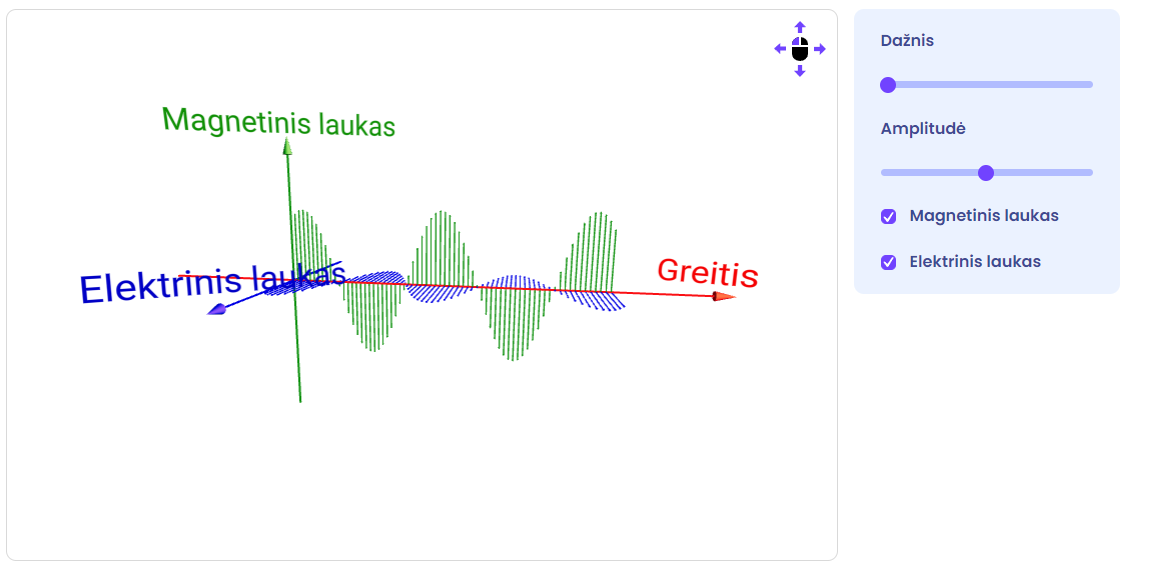 Magnetinis laukas
Elektrinis laukas
Greitis
Dažnis
Amplitudė
Magnetinis laukas
Elektrinis laukas